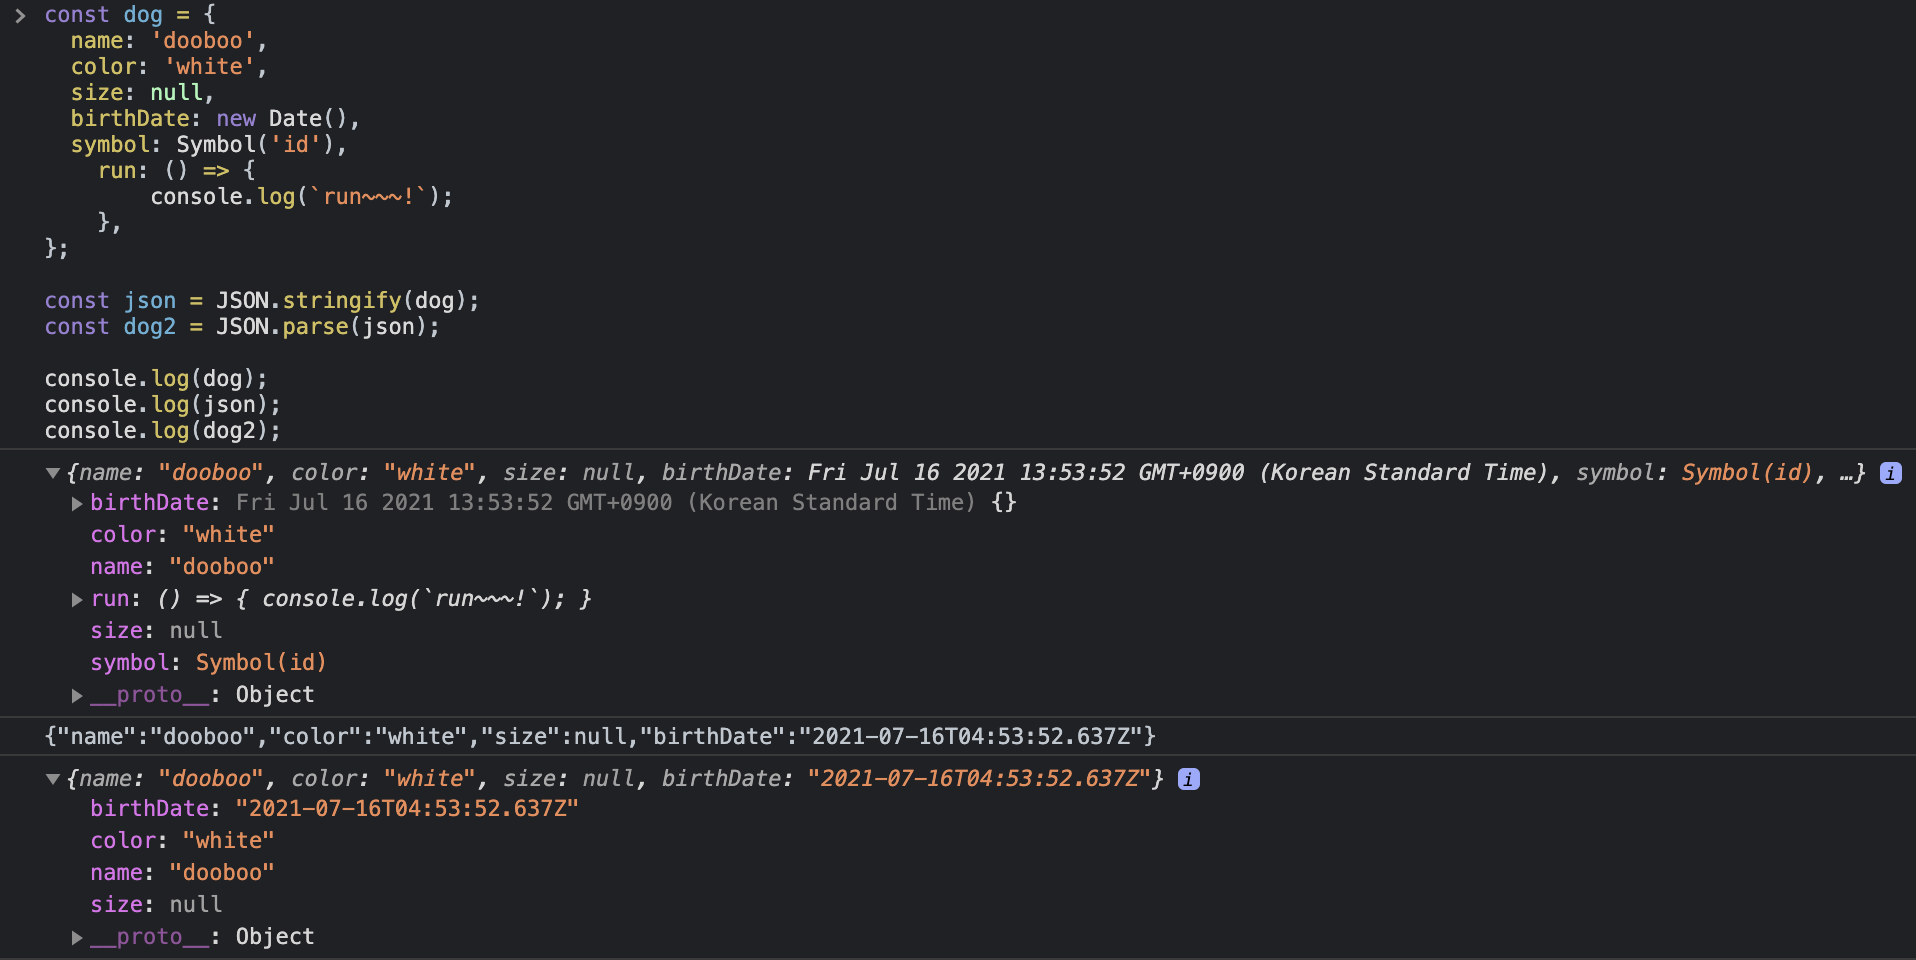 > const dog = {
  name: 'dooboo',
  color: 'white',
  size: null,
  birthDate: new Date(),
  symbol: Symbol('id'),
    run: () => {
        console.log(`run~~~!`);
    },
};

const json = JSON.stringify(dog);
const dog2 = JSON.parse(json);

console.log(dog);
console.log(json);
console.log(dog2);
▼{name: "dooboo", color: "white", size: null, birthDate: Fri Jul 16 2021 13:53:52 GMT+0900 (Korean Standard Time), symbol: Symbol(id), …} i
▶birthDate: Fri Jul 16 2021 13:53:52 GMT+0900 (Korean Standard Time) {}
color: "white"
name: "dooboo"
▶run: () => { console.log(`run~~~!`); }
size: null
symbol: Symbol(id)
▶__proto__: Object
{"name":"dooboo","color":"white","size":null,"birthDate":"2021-07-16T04:53:52.637Z"}
▼{name: "dooboo", color: "white", size: null, birthDate: "2021-07-16T04:53:52.637Z"} i
birthDate: "2021-07-16T04:53:52.637Z"
color: "white"
name: "dooboo"
size: null
▶__proto__: Object